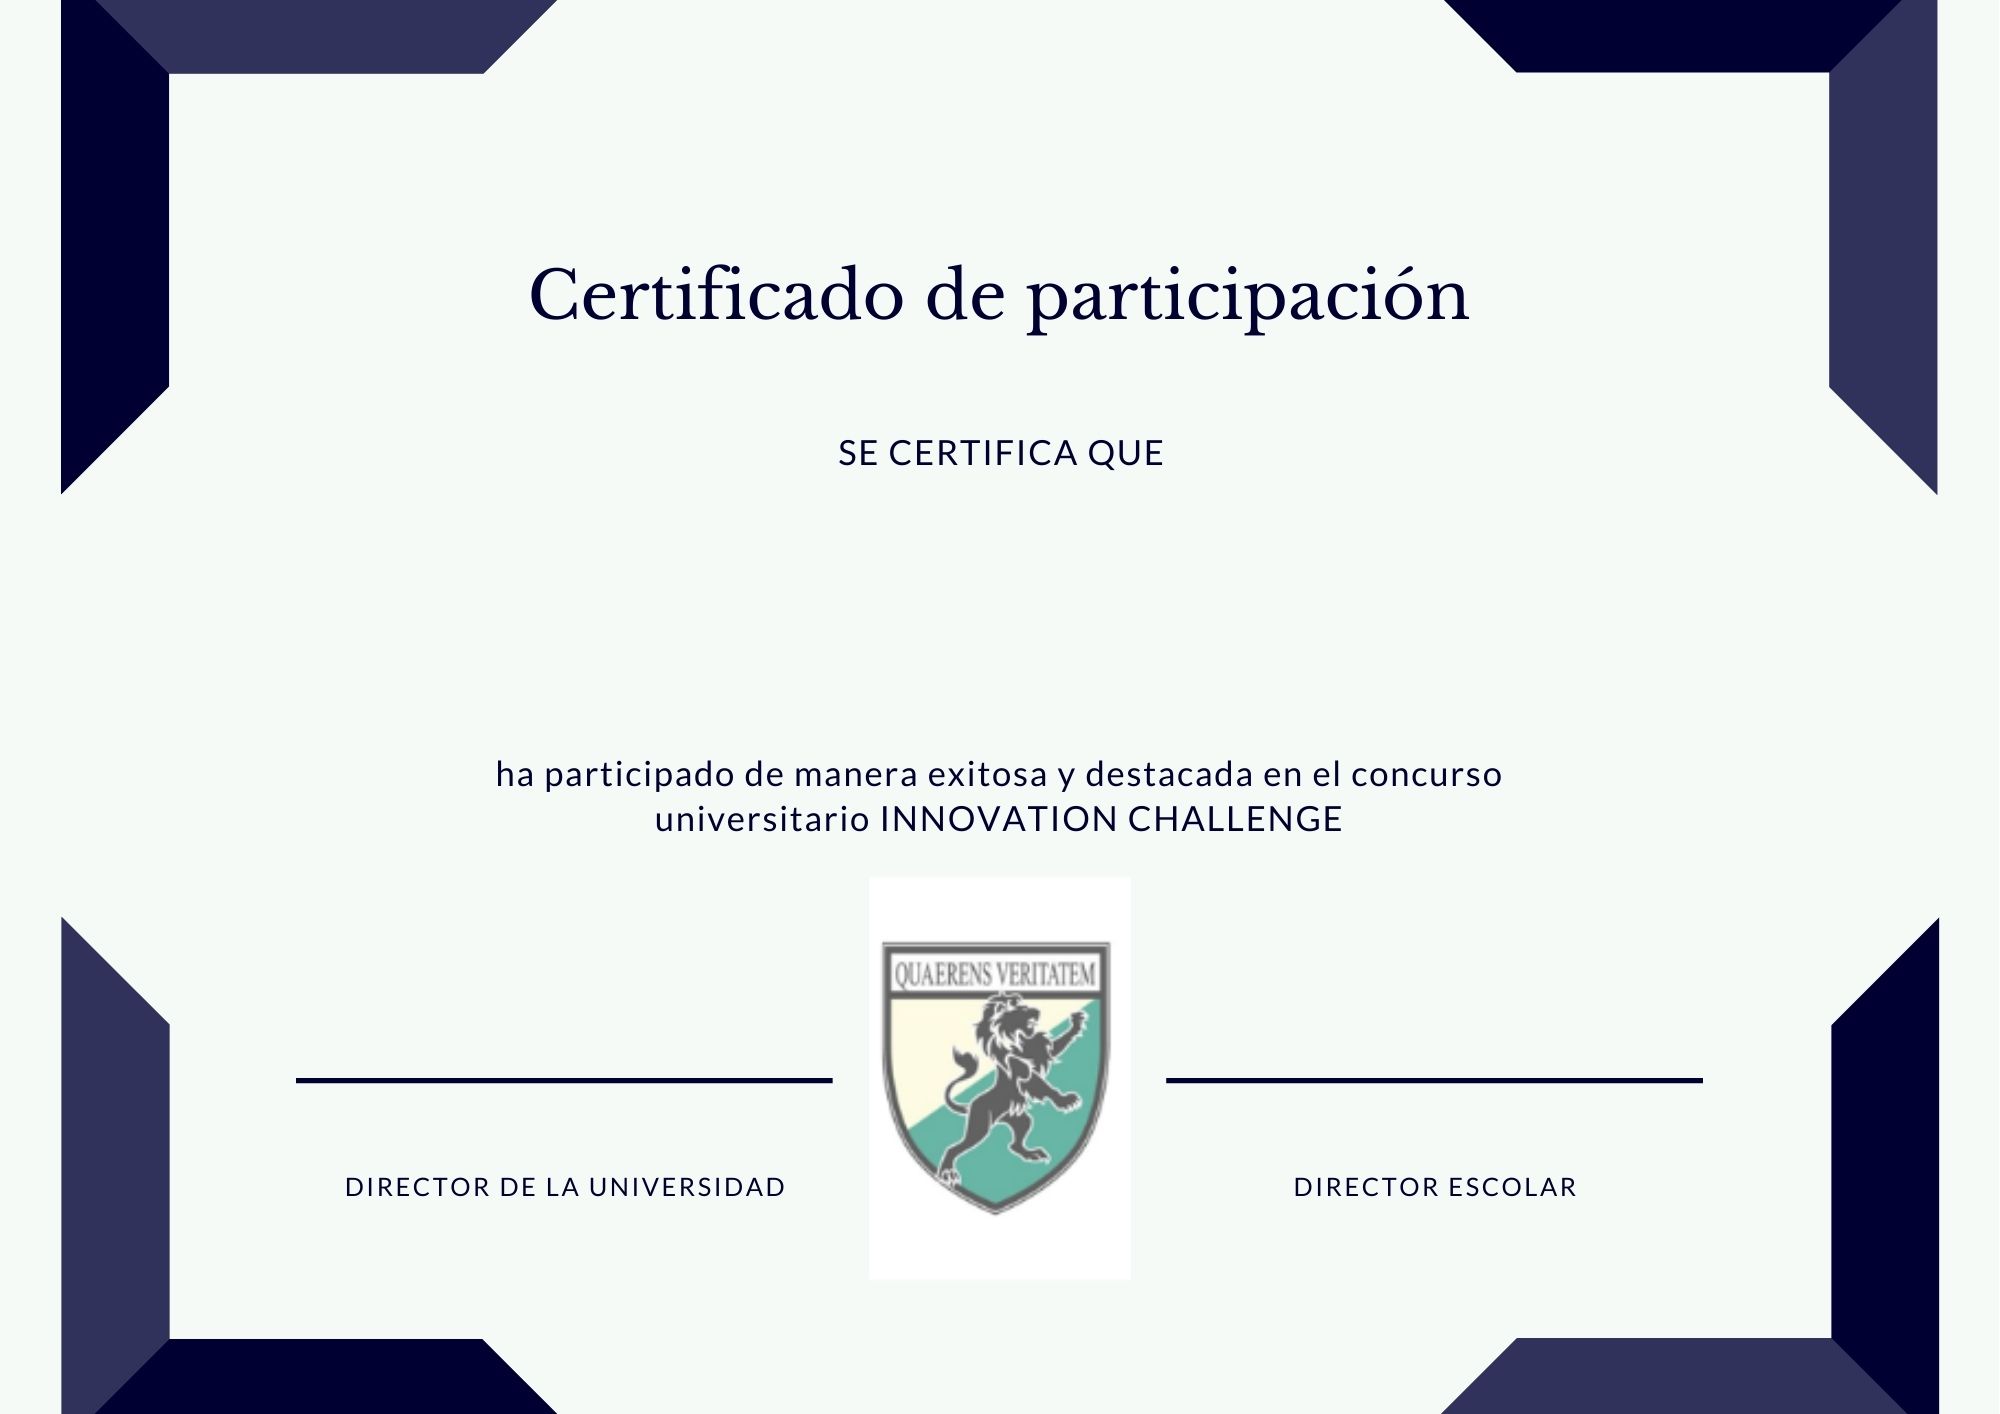 Certificado de participación
SE CERTIFICA QUE
ha participado de manera exitosa y destacada en el concurso
universitario INNOVATION CHALLENGE
QUAERENS VERITATEM
DIRECTOR DE LA UNIVERSIDAD
DIRECTOR ESCOLAR